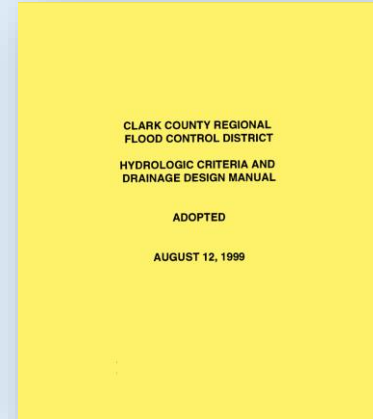 CLARK COUNTY REGIONAL
FLOOD CONTROL DISTRICT
HYDROLOGIC CRITERIA AND
DRAINAGE DESIGN MANUAL
ADOPTED
AUGUST 12, 1999